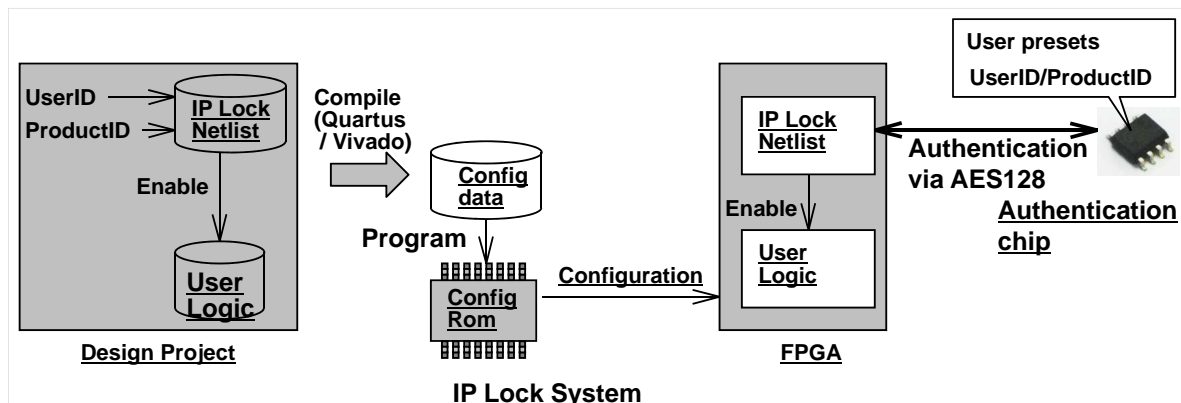 UserID
ProductID
IP Lock
Netlist
Enable
User
Logic
Design Project
Compile
(Quartus
/ Vivado)
Config
data
Program
Config
Rom
Configuration
IP Lock
Netlist
Enable
User
Logic
FPGA
User presets
UserID/ProductID
Authentication
via AES128
Authentication
chip
IP Lock System